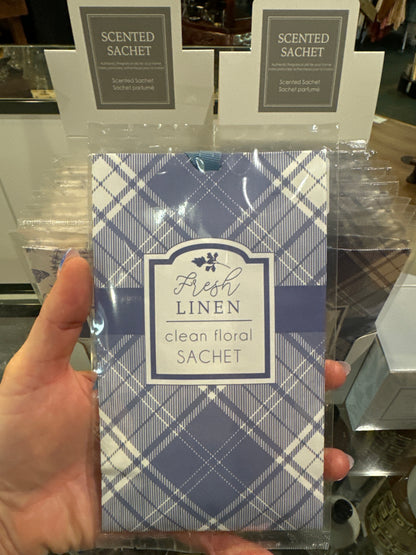 SCENTED
SACHET
Scented Sachet
Sachet parfumé
SCENTED
SACHET
Scented Sachet
Sachet parfumé
Fresh
LINEN
clean floral
SACHET